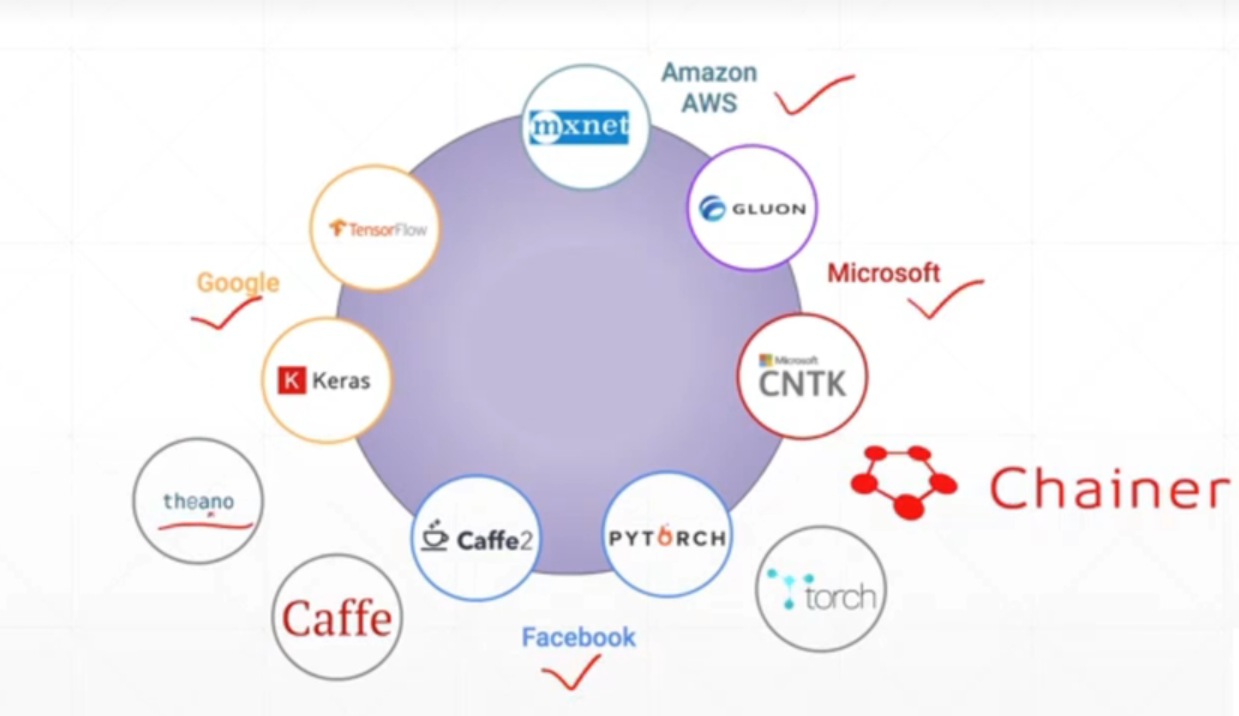 Amazon
AWS
mxnet
GLUON
TensorFlow
Google
Microsoft
Keras
Microsoft
CNTK
theano
Chainer
Caffe2
PYTORCH
torch
Caffe
Facebook